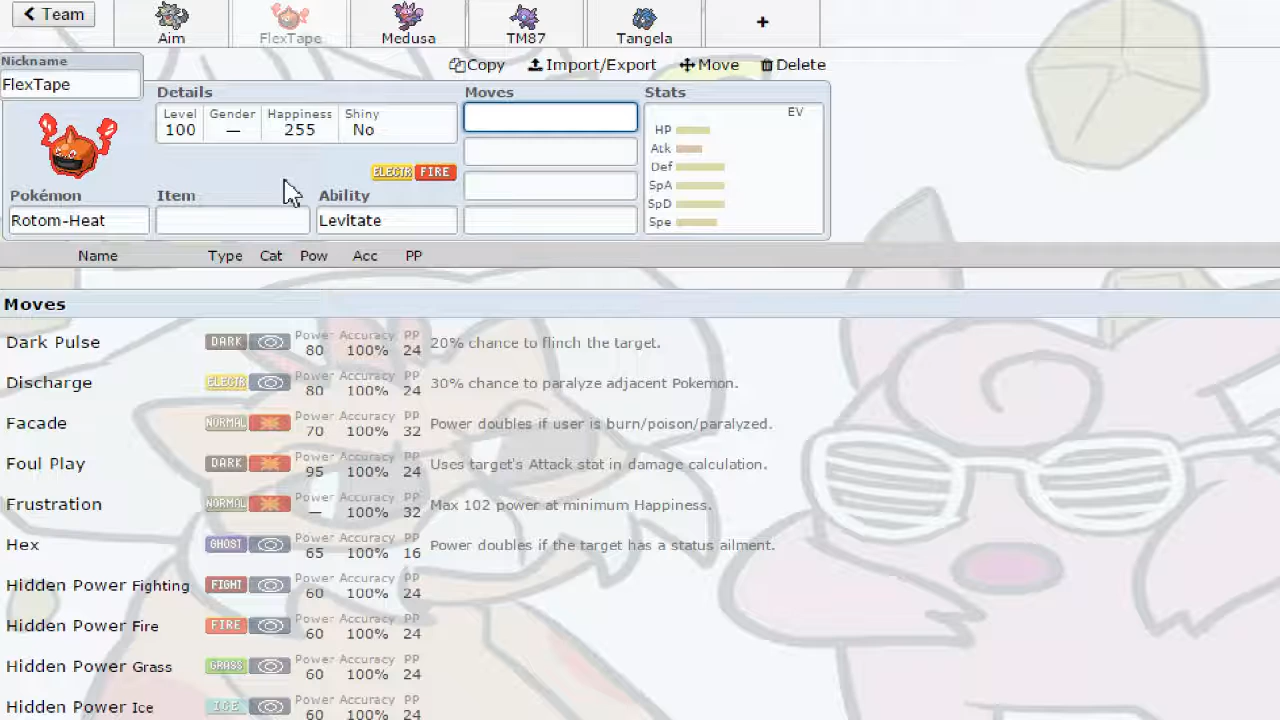 Team
Aim
FlexTape
Medusa
TM87
Tangela
+
Copy Import/Export Move Delete
Nickname
FlexTape
Details
Level Gender Happiness Shiny
100 — 255 No
ELECTR FIRE
Pokémon Item Ability
Rotom-Heat
Levitate
Moves
Stats
EV
HP
Atk
Def
SpA
SpD
Spe
Name Type Cat Pow Acc PP
Moves
Dark Pulse DARK Power 80 Accuracy 100% PP 24 20% chance to flinch the target.
Discharge ELECTR Power 80 Accuracy 100% PP 24 30% chance to paralyze adjacent Pokemon.
Facade NORMAL Power 70 Accuracy 100% PP 32 Power doubles if user is burn/poison/paralyzed.
Foul Play DARK Power 95 Accuracy 100% PP 24 Uses target's Attack stat in damage calculation.
Frustration NORMAL Power — Accuracy 100% PP 32 Max 102 power at minimum Happiness.
Hex GHOST Power 65 Accuracy 100% PP 16 Power doubles if the target has a status ailment.
Hidden Power Fighting FIGHT Power 60 Accuracy 100% PP 24
Hidden Power Fire FIRE Power 60 Accuracy 100% PP 24
Hidden Power Grass GRASS Power 60 Accuracy 100% PP 24
Hidden Power Ice ICE Power 60 Accuracy 100% PP 24